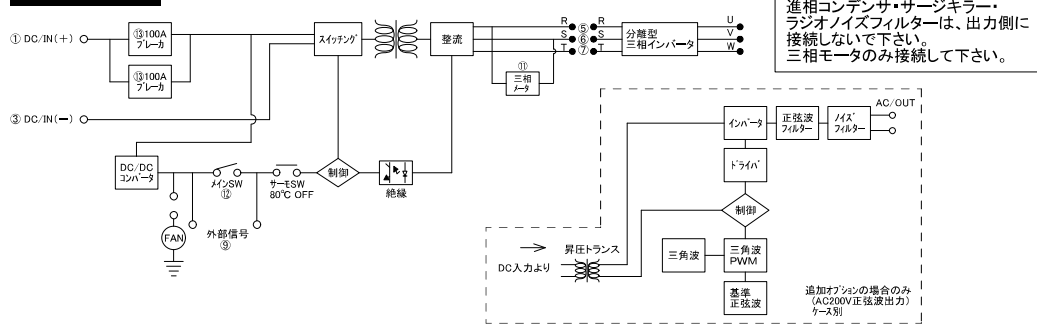 進相コンデンサ・サージキラー・
ラジオノイズフィルターは、出力側に
接続しないで下さい。
三相モータのみ接続して下さい。
① DC/IN(+)
⑬100A
ブレーカ
⑬100A
ブレーカ
スイッチング
整流
R ⑤ R
S ⑥ S
T ⑦ T
分離型
三相インバータ
U
V
W
⑪
三相
メータ
③ DC/IN(−)
DC/DC
コンバータ
メインSW
⑫
サーモSW
80℃ OFF
制御
絶縁
FAN
外部信号
⑨
インバータ
正弦波
フィルター
ノイズ
フィルター
AC/OUT
ドライバ
制御
昇圧トランス
DC入力より
三角波
三角波
PWM
基準
正弦波
追加オプションの場合のみ
(AC200V正弦波出力)
ケース別